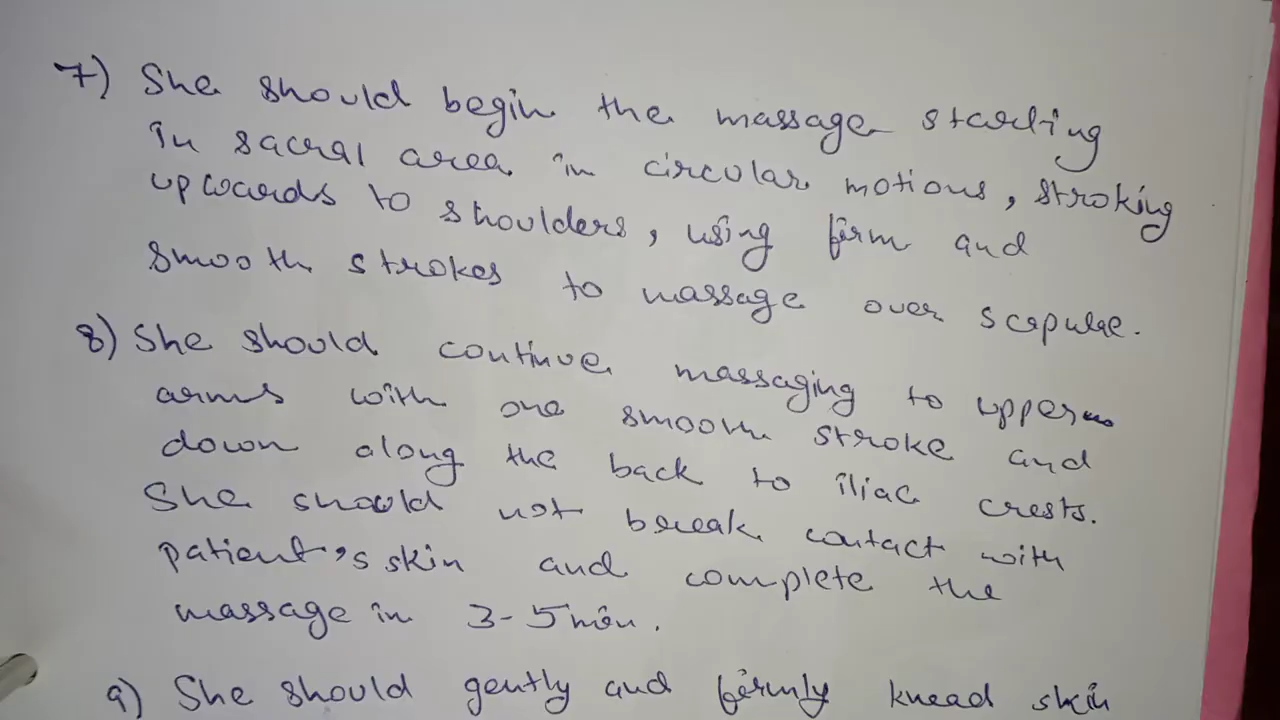 7) She should begin the massage starting
in sacral area in circular motions, stroking
upwards to shoulders, using firm and
smooth strokes to massage over scapulae.
8) She should continue massaging to upper
arms with one smooth stroke and
down along the back to iliac crests.
She should not break contact with
patient's skin and complete the
massage in 3-5 min.
9) She should gently and firmly knead skin